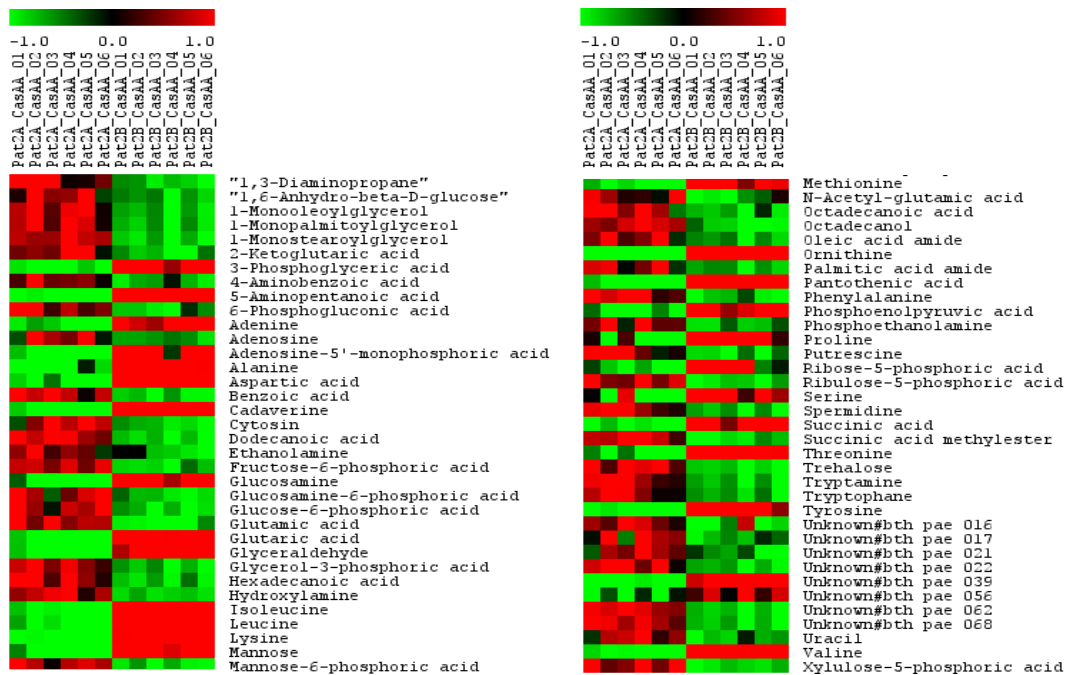 -1.0 0.0 1.0
Pat2A_CasAA_01
Pat2A_CasAA_02
Pat2A_CasAA_03
Pat2A_CasAA_04
Pat2A_CasAA_05
Pat2A_CasAA_06
Pat2B_CasAA_01
Pat2B_CasAA_02
Pat2B_CasAA_03
Pat2B_CasAA_04
Pat2B_CasAA_05
Pat2B_CasAA_06
"1,3-Diaminopropane"
"1,6-Anhydro-beta-D-glucose"
1-Monooleoylglycerol
1-Monopalmitoylglycerol
1-Monostearoylglycerol
2-Ketoglutaric acid
3-Phosphoglyceric acid
4-Aminobenzoic acid
5-Aminopentanoic acid
6-Phosphogluconic acid
Adenine
Adenosine
Adenosine-5'-monophosphoric acid
Alanine
Aspartic acid
Benzoic acid
Cadaverine
Cytosin
Dodecanoic acid
Ethanolamine
Fructose-6-phosphoric acid
Glucosamine
Glucosamine-6-phosphoric acid
Glucose-6-phosphoric acid
Glutamic acid
Glutaric acid
Glyceraldehyde
Glycerol-3-phosphoric acid
Hexadecanoic acid
Hydroxylamine
Isoleucine
Leucine
Lysine
Mannose
Mannose-6-phosphoric acid
-1.0 0.0 1.0
Pat2A_CasAA_01
Pat2A_CasAA_02
Pat2A_CasAA_03
Pat2A_CasAA_04
Pat2A_CasAA_05
Pat2A_CasAA_06
Pat2B_CasAA_01
Pat2B_CasAA_02
Pat2B_CasAA_03
Pat2B_CasAA_04
Pat2B_CasAA_05
Pat2B_CasAA_06
Methionine
N-Acetyl-glutamic acid
Octadecanoic acid
Octadecanol
Oleic acid amide
Ornithine
Palmitic acid amide
Pantothenic acid
Phenylalanine
Phosphoenolpyruvic acid
Phosphoethanolamine
Proline
Putrescine
Ribose-5-phosphoric acid
Ribulose-5-phosphoric acid
Serine
Spermidine
Succinic acid
Succinic acid methylester
Threonine
Trehalose
Tryptamine
Tryptophane
Tyrosine
Unknown#bth pae 016
Unknown#bth pae 017
Unknown#bth pae 021
Unknown#bth pae 022
Unknown#bth pae 039
Unknown#bth pae 056
Unknown#bth pae 062
Unknown#bth pae 068
Uracil
Valine
Xylulose-5-phosphoric acid